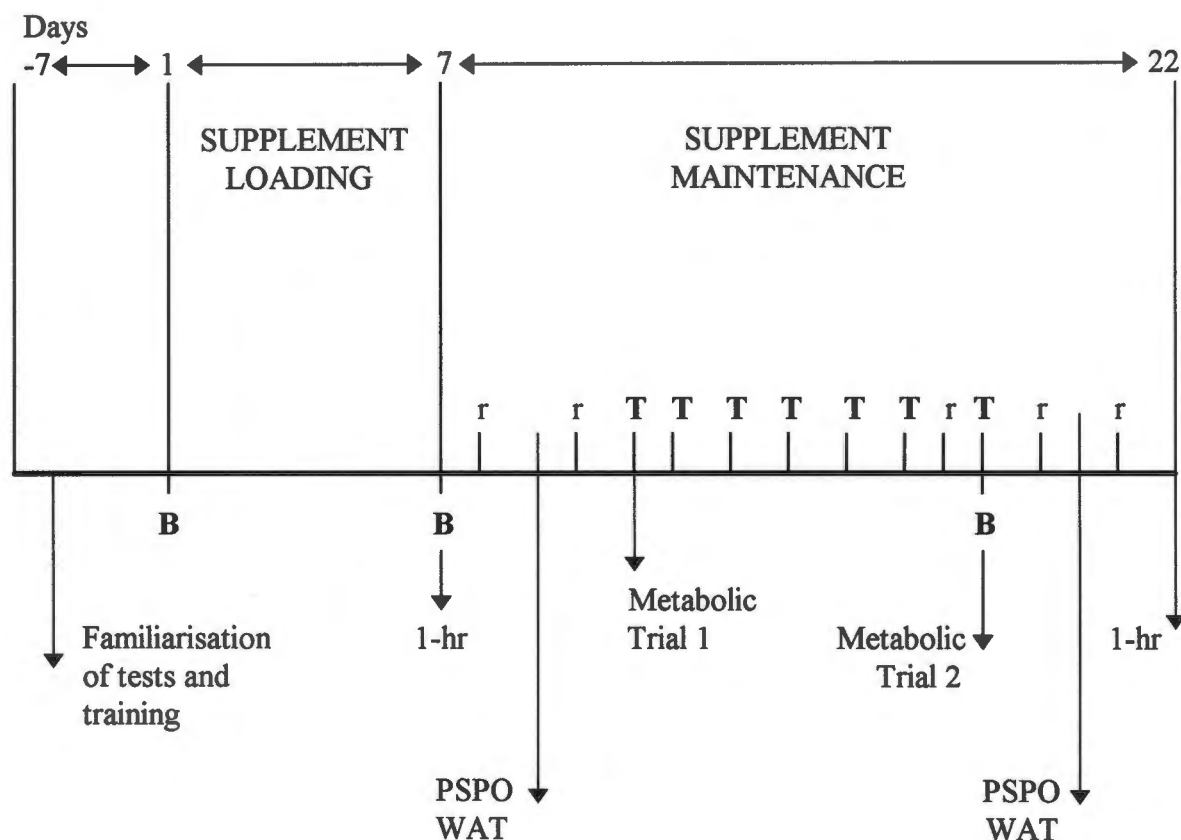 Days
-7 1 7 22
SUPPLEMENT
LOADING
SUPPLEMENT
MAINTENANCE
r r T T T T T T r T r r
B B B
Familiarisation
of tests and
training
1-hr
Metabolic
Trial 1
Metabolic
Trial 2
1-hr
PSPO
WAT
PSPO
WAT